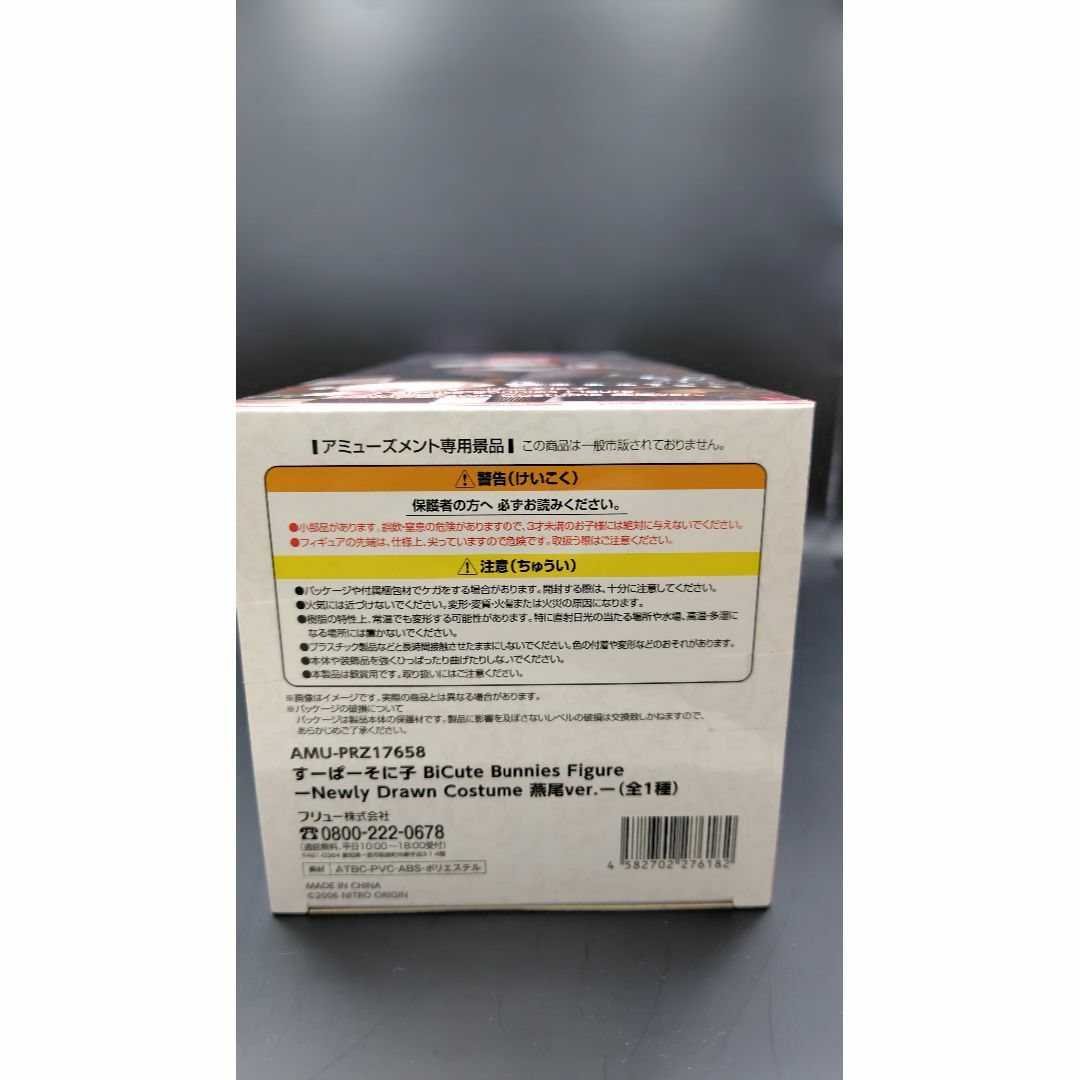 アミューズメント専用景品 この商品は一般市販されておりません。
⚠警告(けいこく)
保護者の方へ 必ずお読みください。
●小部品があります。誤飲・窒息の危険がありますので、3才未満のお子様には絶対に与えないでください。
●フィギュアの先端は、仕様上、尖っていますので危険です。取扱う際はご注意ください。
⚠注意(ちゅうい)
●パッケージや付属梱包材でケガをする場合があります。開封する際は、十分に注意してください。
●火気には近づけないでください。変形・変質・火傷または火災の原因になります。
●樹脂の特性上、常温でも変形する可能性があります。特に直射日光の当たる場所や水場、高温・多湿に
なる場所には置かないでください。
●プラスチック製品などと長時間接触させたままにしないでください。色の付着や変形などのおそれがあります。
●本体や装飾品を強くひっぱったり曲げたりしないでください。
●本製品は観賞用です。取り扱いにはご注意ください。
※画像はイメージです。実際の商品とは異なる場合があります。
※パッケージの破損について
パッケージは製品本体の保護材です。製品に影響を及ぼさないレベルの破損は交換致しかねますので、
あらかじめご了承ください。
AMU-PRZ17658
すーぱーそに子 BiCute Bunnies Figure
ーNewly Drawn Costume 燕尾ver.ー(全1種)
フリュー株式会社
☎0800-222-0678
(通話無料、平日10:00〜18:00受付)
素材 ATBC-PVC・ABS・ポリエステル
MADE IN CHINA
©2006 NITRO ORIGIN
4 582702 276182